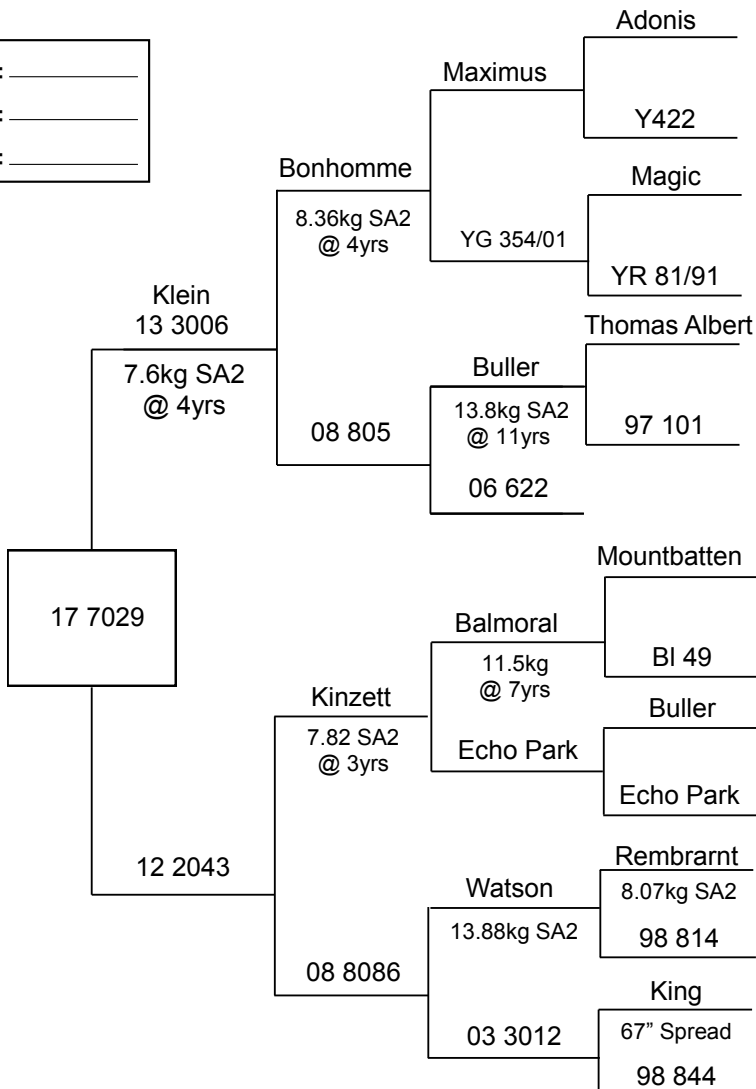 Adonis
: ____________
Maximus
: ____________
Y422
: ____________
Bonhomme
Magic
8.36kg SA2
@ 4yrs
YG 354/01
YR 81/91
Klein
13 3006
Thomas Albert
7.6kg SA2
@ 4yrs
Buller
13.8kg SA2
@ 11yrs
08 805
97 101
06 622
Mountbatten
17 7029
Balmoral
11.5kg
@ 7yrs
BI 49
Kinzett
Buller
7.82 SA2
@ 3yrs
Echo Park
Echo Park
12 2043
Rembrarnt
Watson
8.07kg SA2
13.88kg SA2
98 814
08 8086
King
03 3012
67” Spread
98 844